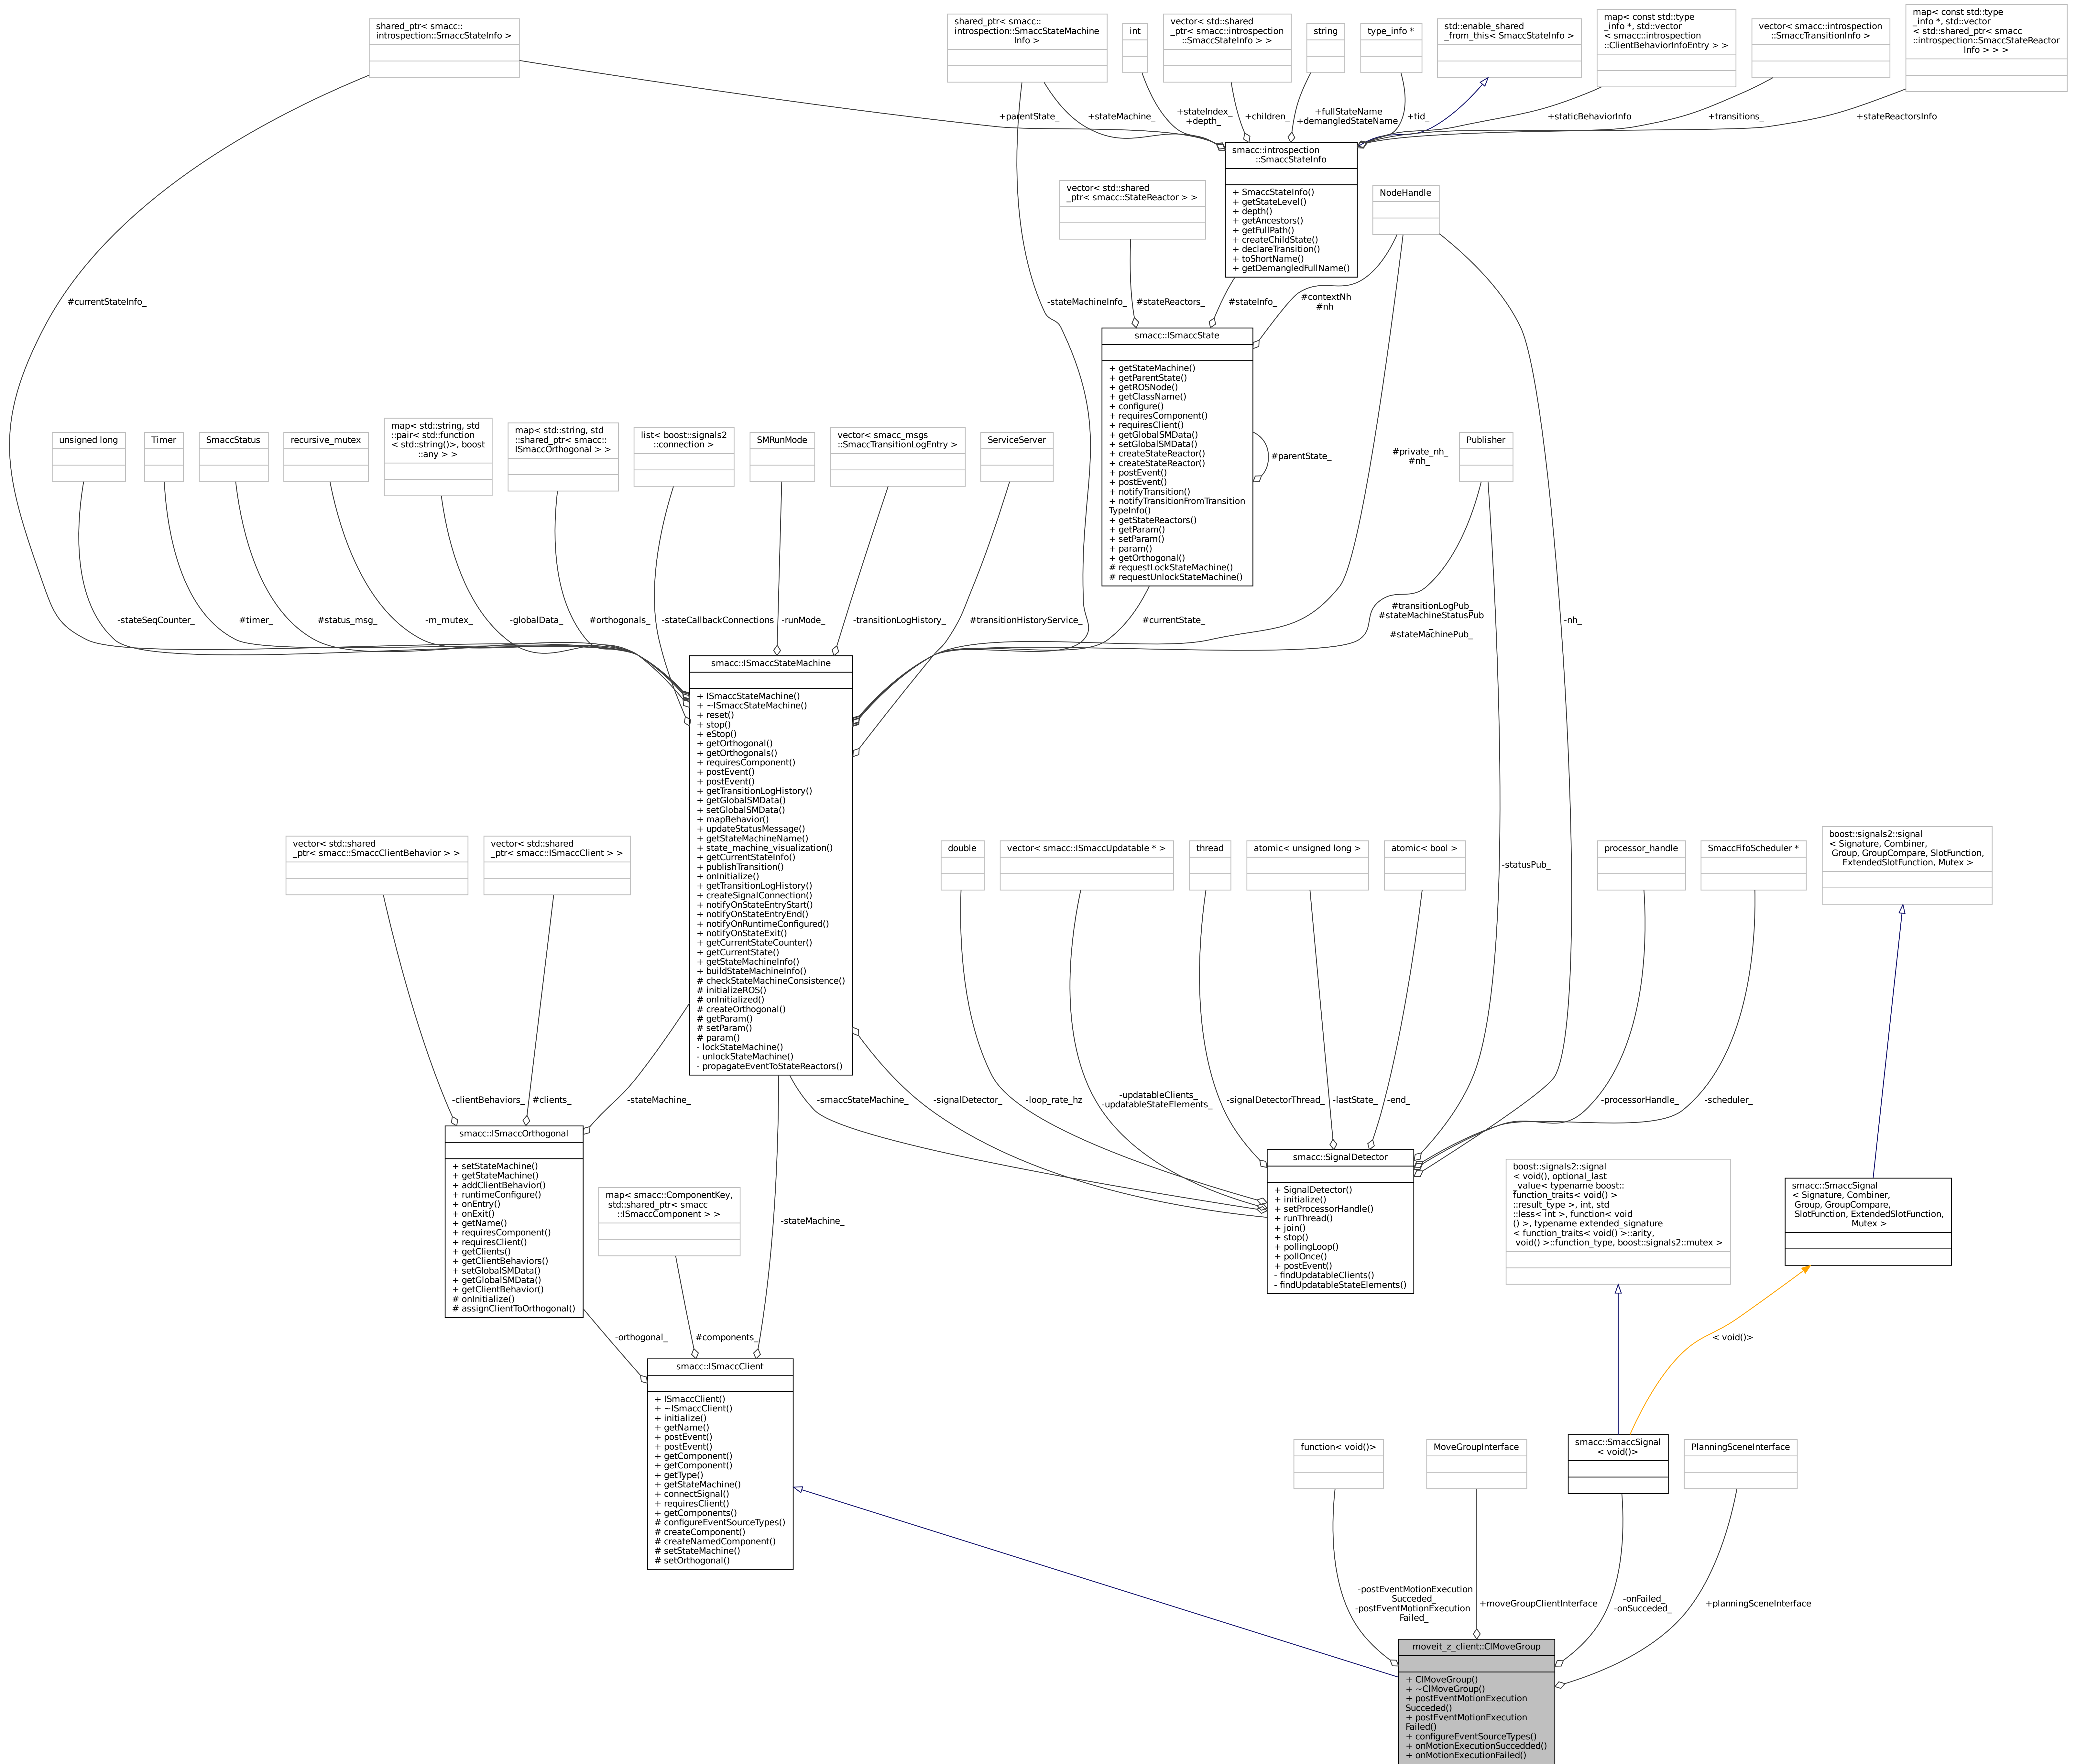 shared_ptr< smacc::
introspection::SmaccStateInfo >
shared_ptr< smacc::
introspection::SmaccStateMachine
Info >
int
vector< std::shared
_ptr< smacc::introspection
::SmaccStateInfo > >
string
type_info *
std::enable_shared
_from_this< SmaccStateInfo >
map< const std::type
_info *, std::vector
< smacc::introspection
::ClientBehaviorInfoEntry > >
vector< smacc::introspection
::SmaccTransitionInfo >
map< const std::type
_info *, std::vector
< std::shared_ptr< smacc
::introspection::SmaccStateReactor
Info > > >
+parentState_
+stateMachine_
+stateIndex_
+depth_
+children_
+fullStateName
+demangledStateName
+tid_
+staticBehaviorInfo
+transitions_
+stateReactorsInfo
smacc::introspection
::SmaccStateInfo
+ SmaccStateInfo()
+ getStateLevel()
+ depth()
+ getAncestors()
+ getFullPath()
+ createChildState()
+ declareTransition()
+ toShortName()
+ getDemangledFullName()
vector< std::shared
_ptr< smacc::StateReactor > >
NodeHandle
#currentStateInfo_
-stateMachineInfo_
#stateReactors_
#stateInfo_
#contextNh
#nh
smacc::ISmaccState
+ getStateMachine()
+ getParentState()
+ getROSNode()
+ getClassName()
+ configure()
+ requiresComponent()
+ requiresClient()
+ getGlobalSMData()
+ setGlobalSMData()
+ createStateReactor()
+ createStateReactor()
+ postEvent()
+ postEvent()
+ notifyTransition()
+ notifyTransitionFromTransition
TypeInfo()
+ getStateReactors()
+ getParam()
+ setParam()
+ param()
+ getOrthogonal()
# requestLockStateMachine()
# requestUnlockStateMachine()
#parentState_
#private_nh_
#nh_
unsigned long
Timer
SmaccStatus
recursive_mutex
map< std::string, std
::pair< std::function
< std::string()>, boost
::any > >
map< std::string, std
::shared_ptr< smacc::
ISmaccOrthogonal > >
list< boost::signals2
::connection >
SMRunMode
vector< smacc_msgs
::SmaccTransitionLogEntry >
ServiceServer
Publisher
-stateSeqCounter_
#timer_
#status_msg_
-m_mutex_
-globalData_
#orthogonals_
-stateCallbackConnections
-runMode_
-transitionLogHistory_
#transitionHistoryService_
#currentState_
#transitionLogPub_
#stateMachineStatusPub
_
#stateMachinePub_
-nh_
smacc::ISmaccStateMachine
+ ISmaccStateMachine()
+ ~ISmaccStateMachine()
+ reset()
+ stop()
+ eStop()
+ getOrthogonal()
+ getOrthogonals()
+ requiresComponent()
+ postEvent()
+ postEvent()
+ getTransitionLogHistory()
+ getGlobalSMData()
+ setGlobalSMData()
+ mapBehavior()
+ updateStatusMessage()
+ getStateMachineName()
+ state_machine_visualization()
+ getCurrentStateInfo()
+ publishTransition()
+ onInitialize()
+ getTransitionLogHistory()
+ createSignalConnection()
+ notifyOnStateEntryStart()
+ notifyOnStateEntryEnd()
+ notifyOnRuntimeConfigured()
+ notifyOnStateExit()
+ getCurrentStateCounter()
+ getCurrentState()
+ getStateMachineInfo()
+ buildStateMachineInfo()
# checkStateMachineConsistence()
# initializeROS()
# onInitialized()
# createOrthogonal()
# getParam()
# setParam()
# param()
- lockStateMachine()
- unlockStateMachine()
- propagateEventToStateReactors()
vector< std::shared
_ptr< smacc::SmaccClientBehavior > >
vector< std::shared
_ptr< smacc::ISmaccClient > >
double
vector< smacc::ISmaccUpdatable * >
thread
atomic< unsigned long >
atomic< bool >
-statusPub_
processor_handle
SmaccFifoScheduler *
boost::signals2::signal
< Signature, Combiner,
Group, GroupCompare, SlotFunction,
ExtendedSlotFunction, Mutex >
-clientBehaviors_
#clients_
-stateMachine_
-smaccStateMachine_
-signalDetector_
-loop_rate_hz
-updatableClients_
-updatableStateElements_
-signalDetectorThread_
-lastState_
-end_
-processorHandle_
-scheduler_
smacc::ISmaccOrthogonal
+ setStateMachine()
+ getStateMachine()
+ addClientBehavior()
+ runtimeConfigure()
+ onEntry()
+ onExit()
+ getName()
+ requiresComponent()
+ requiresClient()
+ getClients()
+ getClientBehaviors()
+ setGlobalSMData()
+ getGlobalSMData()
+ getClientBehavior()
# onInitialize()
# assignClientToOrthogonal()
map< smacc::ComponentKey,
std::shared_ptr< smacc
::ISmaccComponent > >
-stateMachine_
smacc::SignalDetector
+ SignalDetector()
+ initialize()
+ setProcessorHandle()
+ runThread()
+ join()
+ stop()
+ pollingLoop()
+ pollOnce()
+ postEvent()
- findUpdatableClients()
- findUpdatableStateElements()
boost::signals2::signal
< void(), optional_last
_value< typename boost::
function_traits< void() >
::result_type >, int, std
::less< int >, function< void
() >, typename extended_signature
< function_traits< void() >::arity,
void() >::function_type, boost::signals2::mutex >
smacc::SmaccSignal
< Signature, Combiner,
Group, GroupCompare,
SlotFunction, ExtendedSlotFunction,
Mutex >
-orthogonal_
#components_
< void()>
smacc::ISmaccClient
+ ISmaccClient()
+ ~ISmaccClient()
+ initialize()
+ getName()
+ postEvent()
+ postEvent()
+ getComponent()
+ getComponent()
+ getType()
+ getStateMachine()
+ connectSignal()
+ requiresClient()
+ getComponents()
# configureEventSourceTypes()
# createComponent()
# createNamedComponent()
# setStateMachine()
# setOrthogonal()
function< void()>
MoveGroupInterface
smacc::SmaccSignal
< void()>
PlanningSceneInterface
-postEventMotionExecution
Succeded_
-postEventMotionExecution
Failed_
+moveGroupClientInterface
-onFailed_
-onSucceded_
+planningSceneInterface
moveit_z_client::ClMoveGroup
+ ClMoveGroup()
+ ~ClMoveGroup()
+ postEventMotionExecution
Succeded()
+ postEventMotionExecution
Failed()
+ configureEventSourceTypes()
+ onMotionExecutionSuccedded()
+ onMotionExecutionFailed()